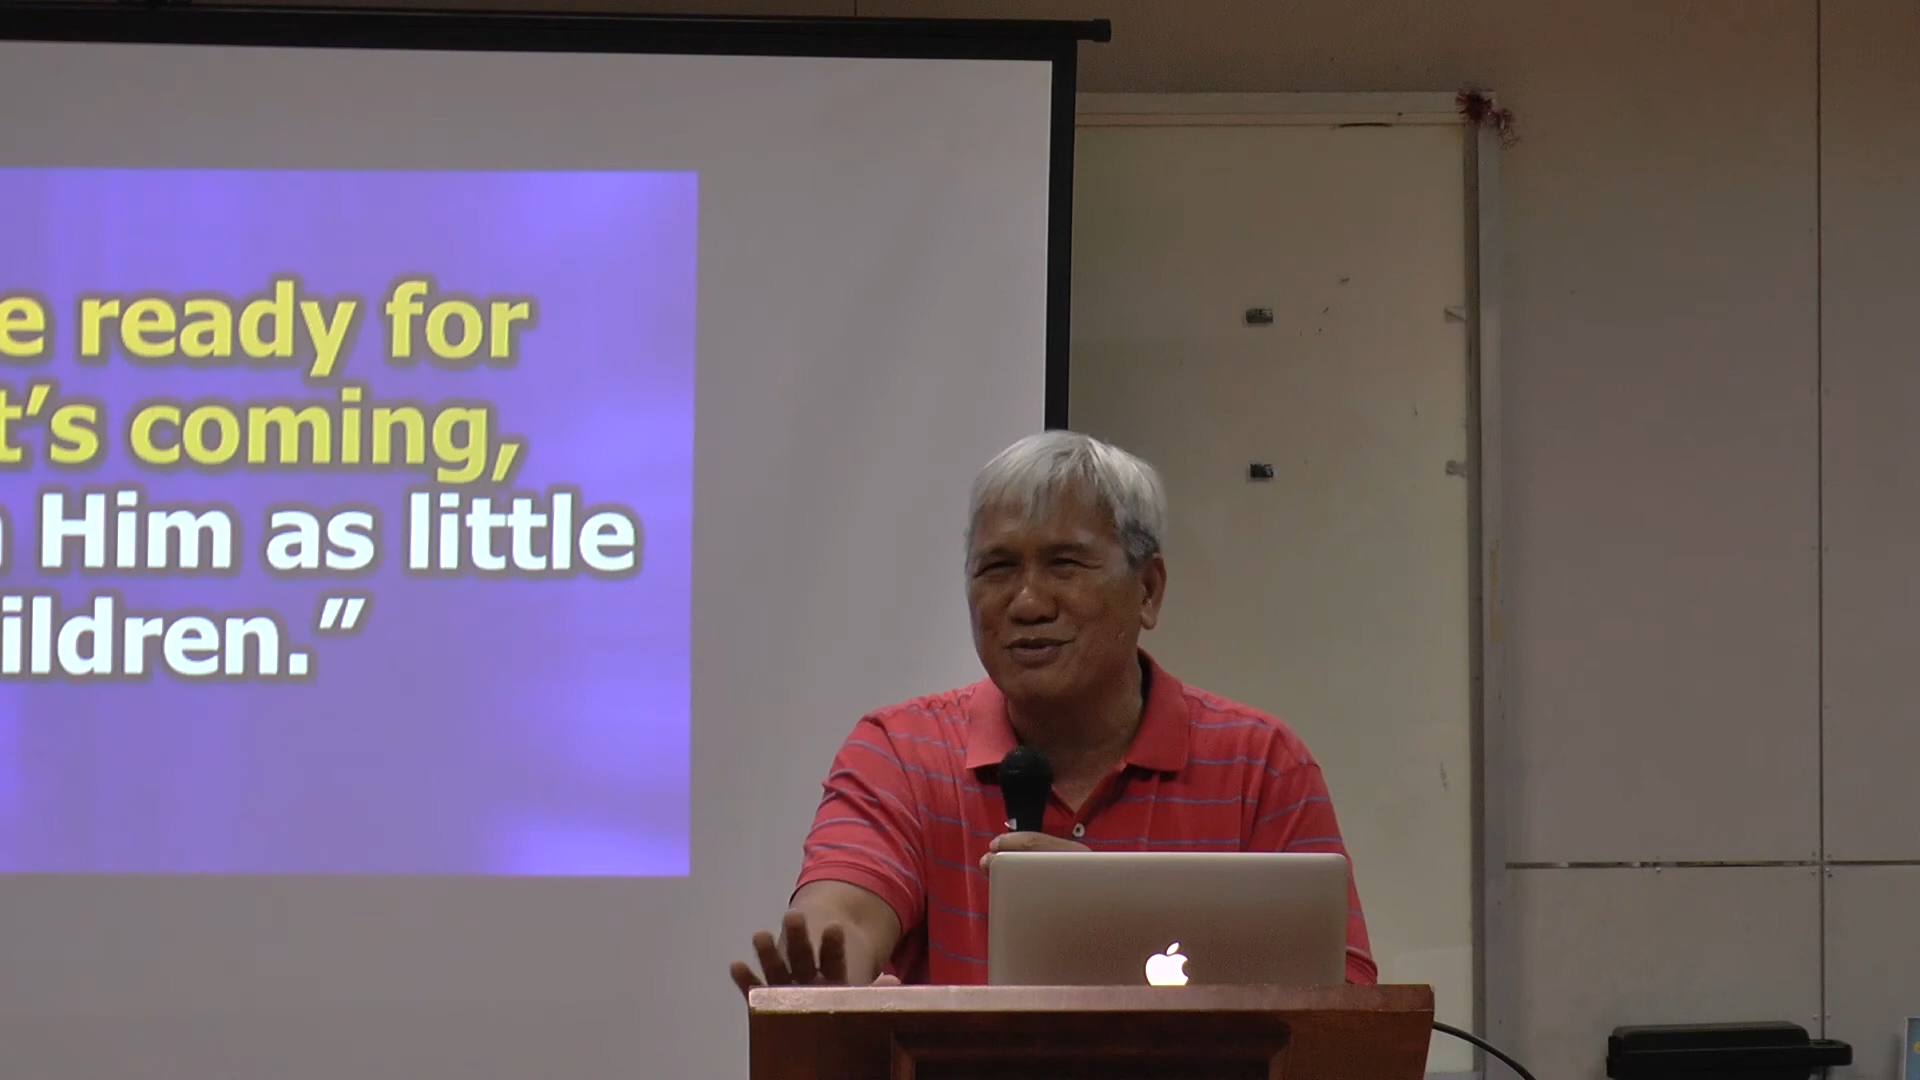 e ready for
t’s coming,
Him as little
ildren.”